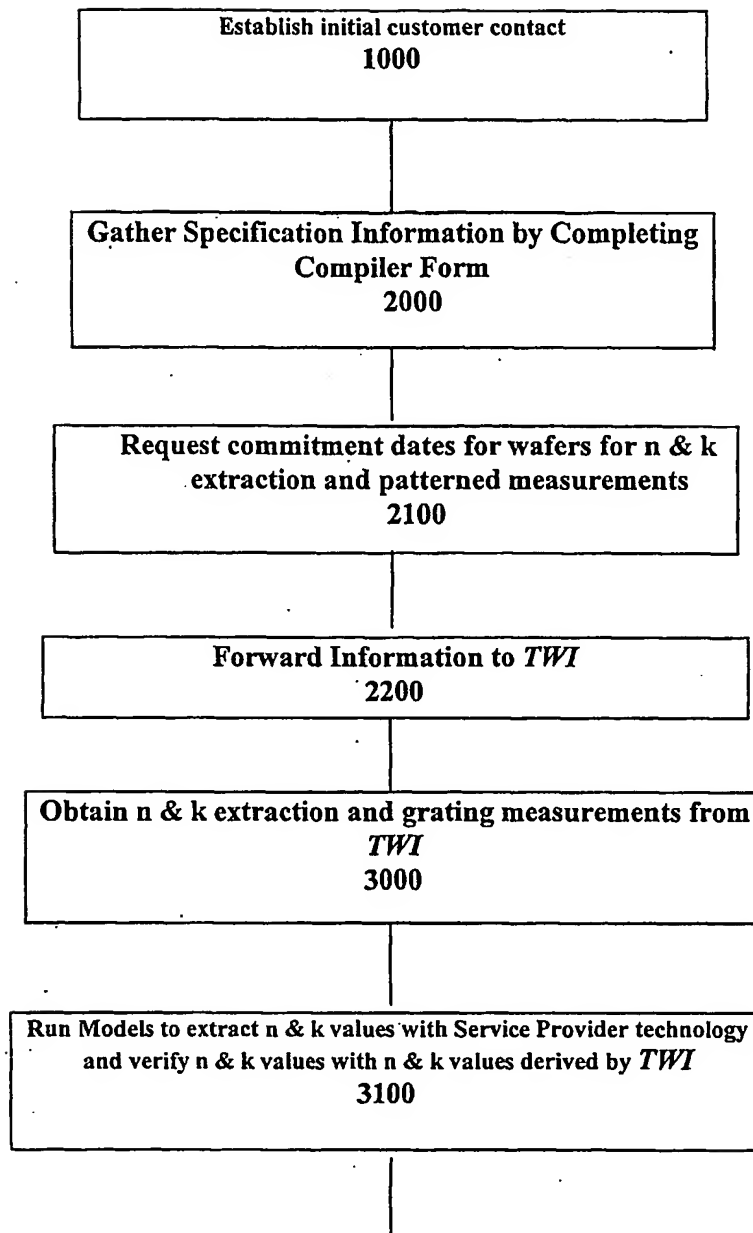 Establish initial customer contact
1000
Gather Specification Information by Completing
Compiler Form
2000
Request commitment dates for wafers for n & k
extraction and patterned measurements
2100
Forward Information to TWI
2200
Obtain n & k extraction and grating measurements from
TWI
3000
Run Models to extract n & k values with Service Provider technology
and verify n & k values with n & k values derived by TWI
3100